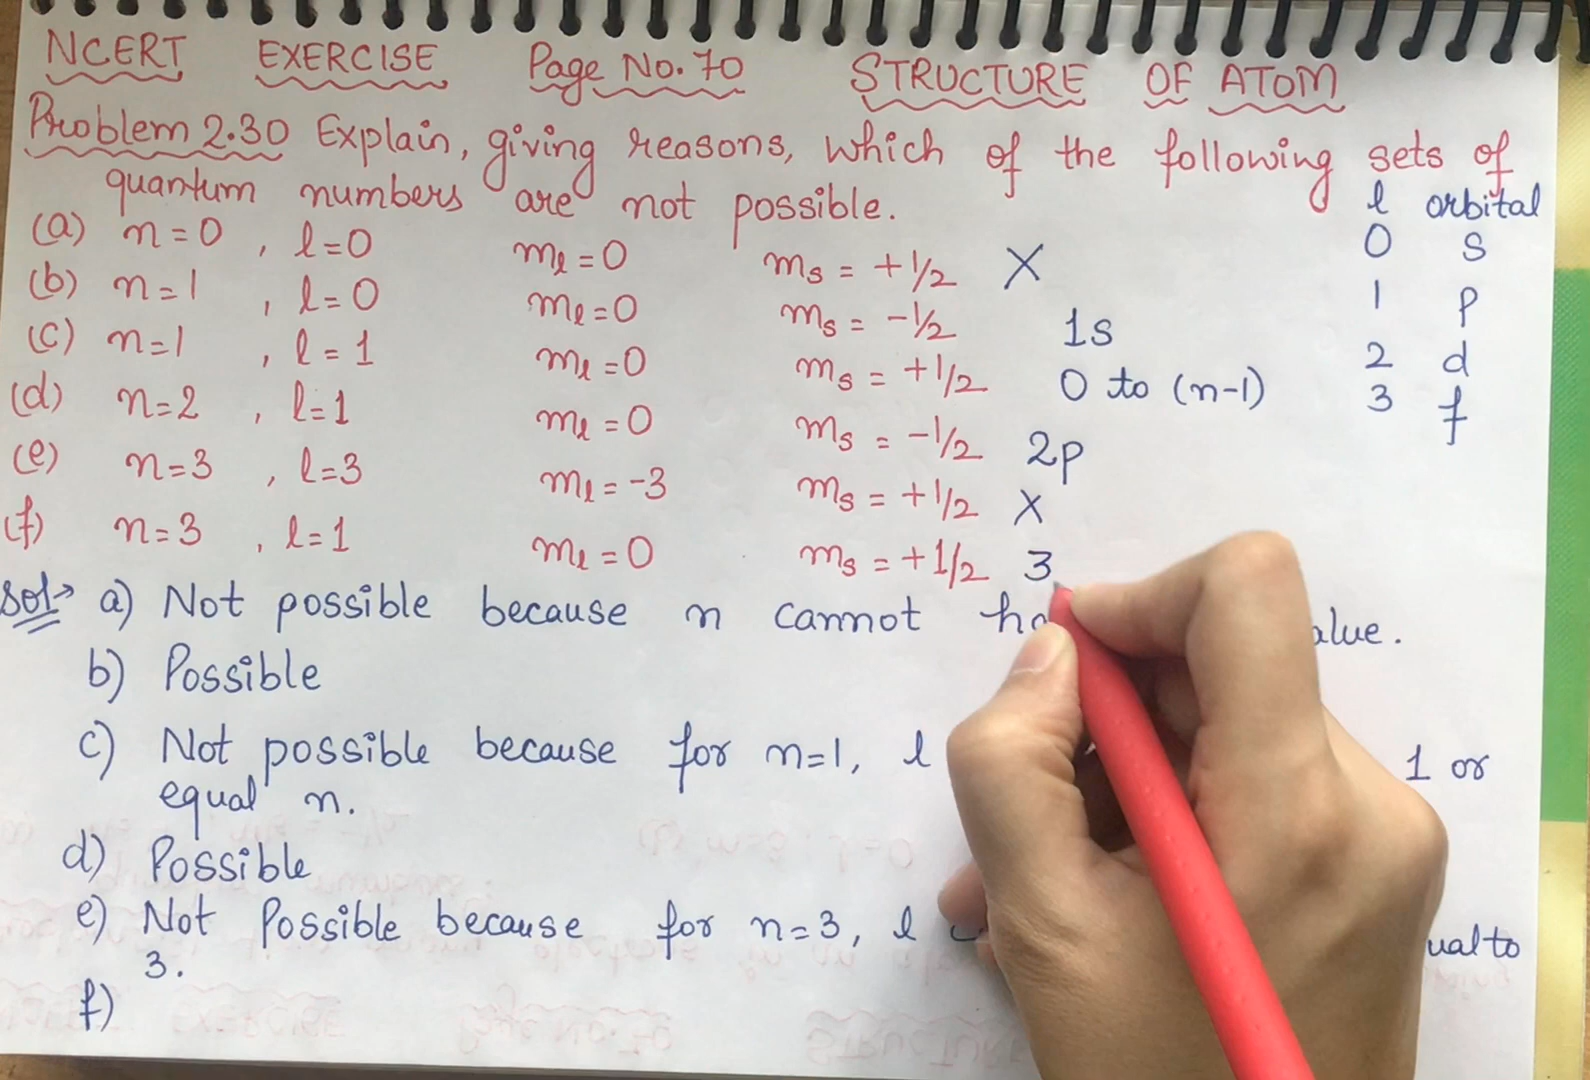 NCERT EXERCISE Page No. 70 STRUCTURE OF ATOM
Problem 2.30 Explain, giving reasons, which of the following sets of
quantum numbers are not possible.
l orbital
0 s
1 p
2 d
3 f
(a) n=0 , l=0 mₗ=0 mₛ = +1/2 X
(b) n=1 , l=0 mₗ=0 mₛ = -1/2 1s
(c) n=1 , l=1 mₗ=0 mₛ = +1/2 0 to (n-1)
(d) n=2 , l=1 mₗ=0 mₛ = -1/2 2p
(e) n=3 , l=3 mₗ=-3 mₛ = +1/2 X
(f) n=3 , l=1 mₗ=0 mₛ = +1/2 3
Sol→ a) Not possible because n cannot ha alue.
b) Possible
c) Not possible because for n=1, l 1 or
equal n.
d) Possible
e) Not Possible because for n=3, l c ual to
3.
f)